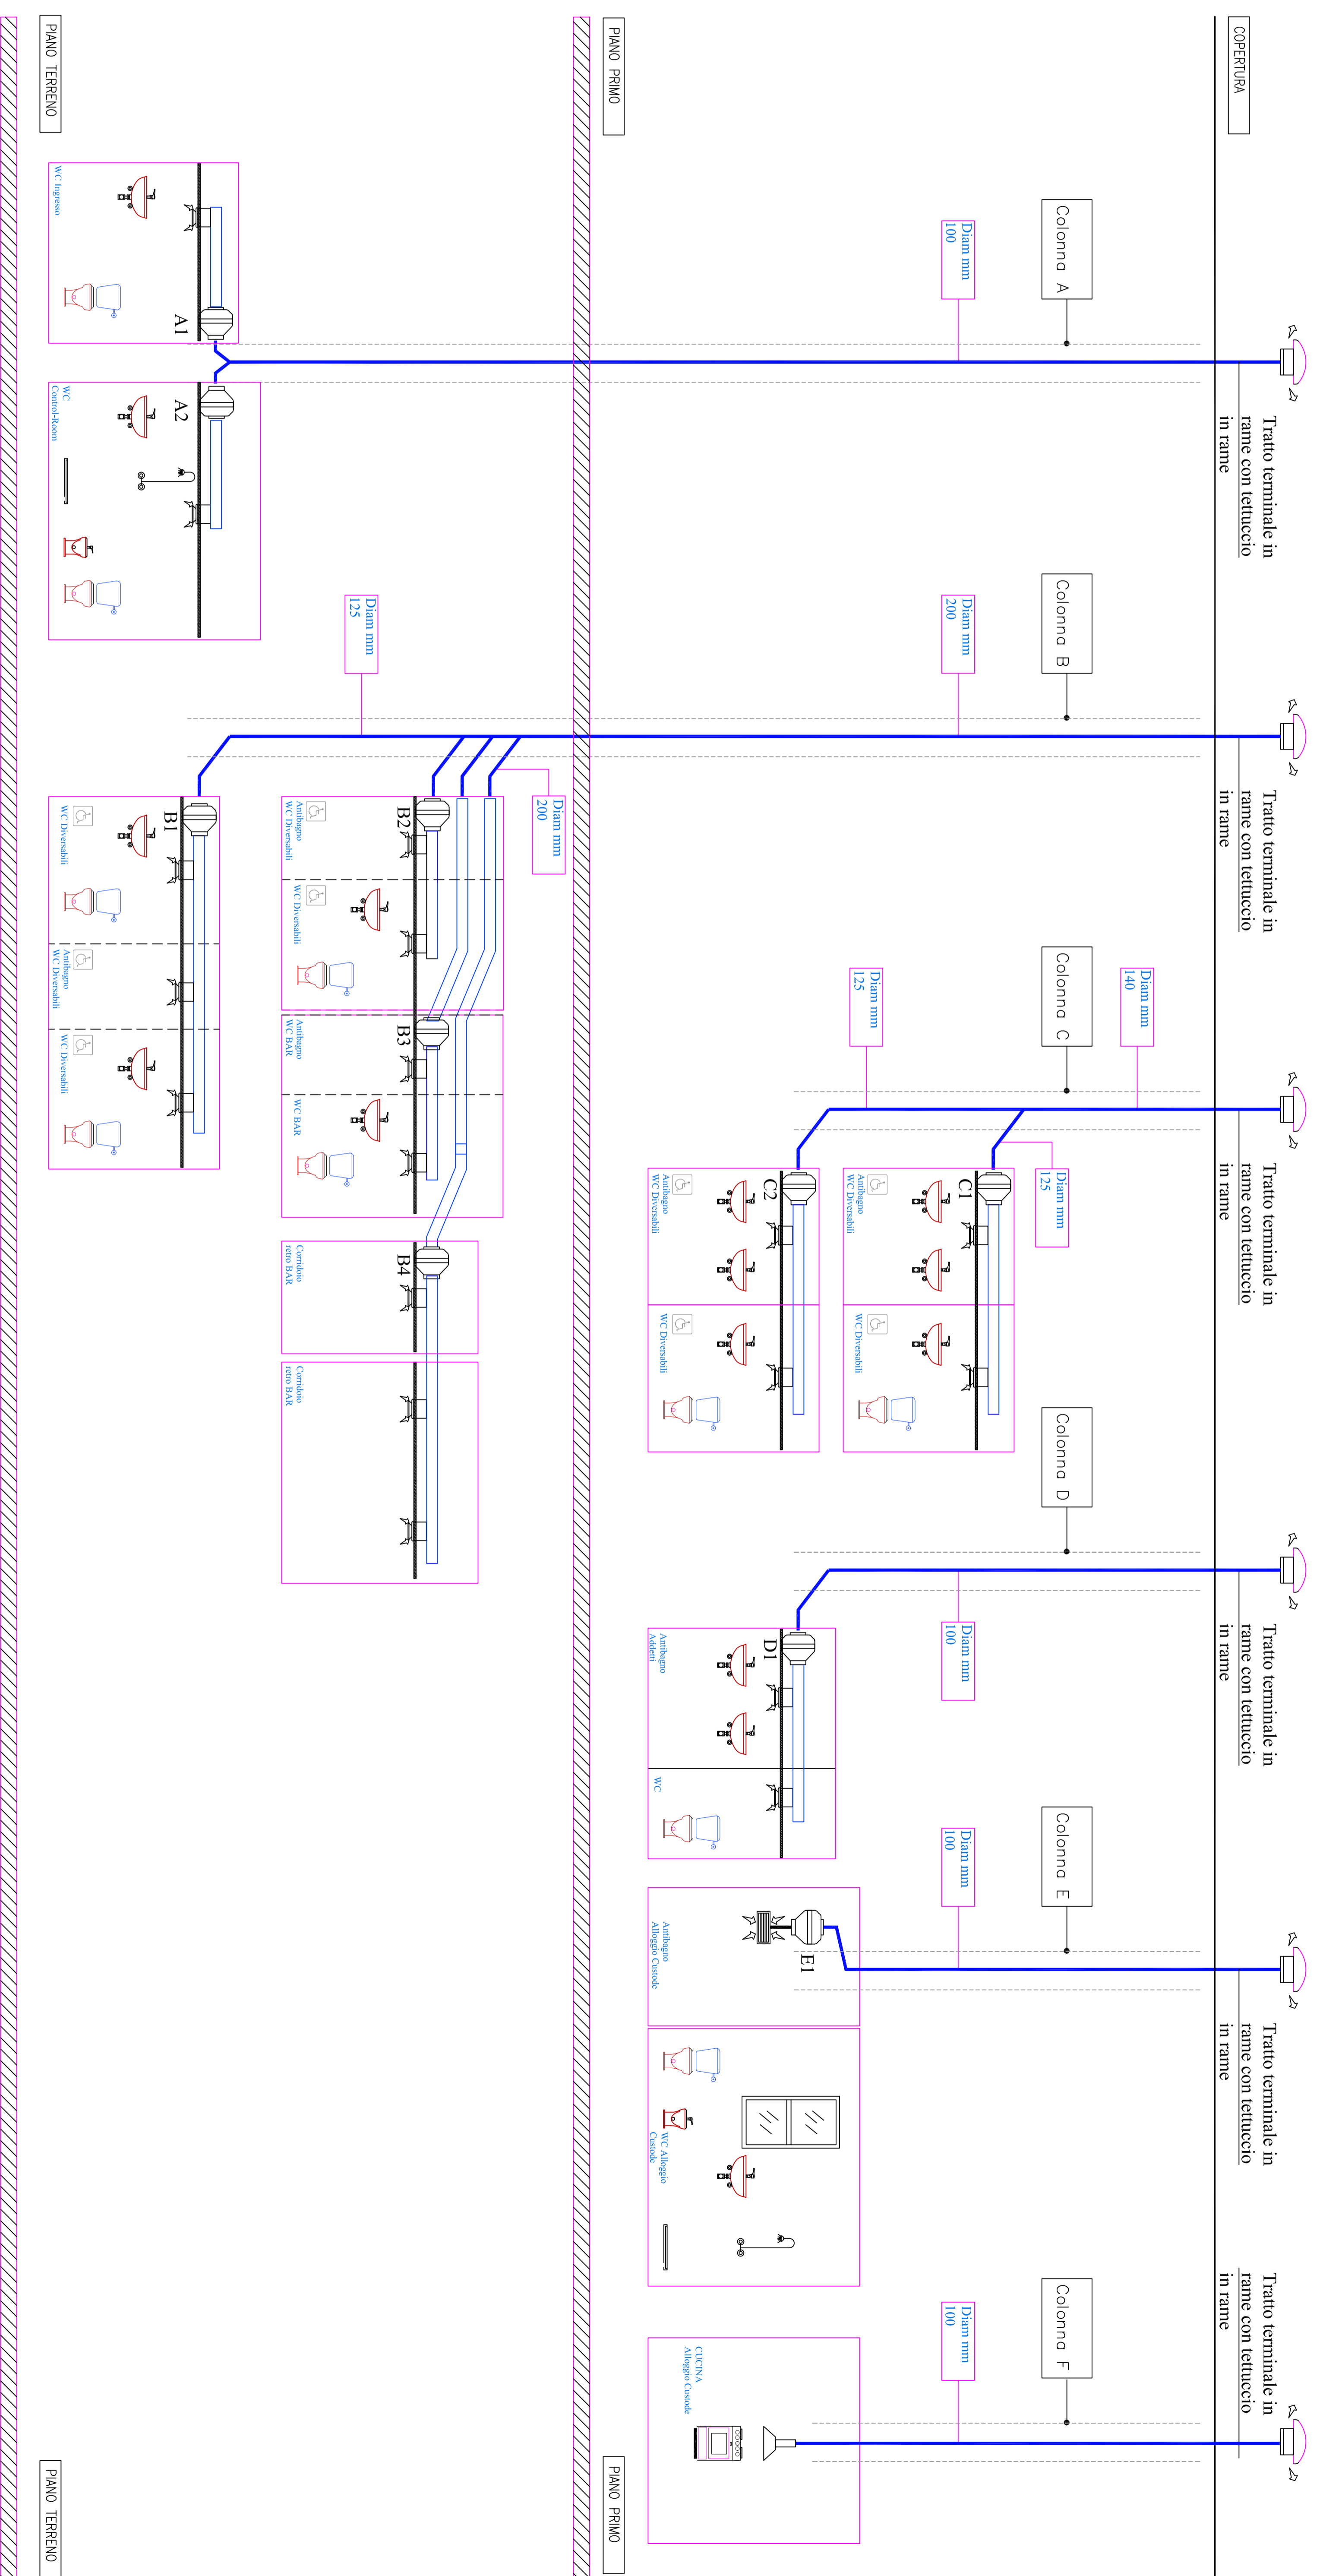 COPERTURA
Tratto terminale in
rame con tettuccio
in rame
Tratto terminale in
rame con tettuccio
in rame
Tratto terminale in
rame con tettuccio
in rame
Tratto terminale in
rame con tettuccio
in rame
Tratto terminale in
rame con tettuccio
in rame
Tratto terminale in
rame con tettuccio
in rame
Diam mm
140
Colonna A
Colonna B
Colonna C
Colonna D
Colonna E
Colonna F
Diam mm
125
Diam mm
100
Diam mm
200
Diam mm
100
Diam mm
100
Diam mm
100
Diam mm
125
C1
Antibagno
WC Diversabili
WC Diversabili
C2
Antibagno
WC Diversabili
WC Diversabili
D1
Antibagno
Addetti
WC
E1
Antibagno
Alloggio Custode
WC Alloggio
Custode
CUCINA
Alloggio Custode
PIANO PRIMO
PIANO PRIMO
Diam mm
200
Diam mm
125
B2
Antibagno
WC Diversabili
WC Diversabili
B3
Antibagno
WC BAR
WC BAR
B4
Corridoio
retro BAR
Corridoio
retro BAR
A1
WC Ingresso
A2
WC
Control-Room
B1
WC Diversabili
Antibagno
WC Diversabili
WC Diversabili
PIANO TERRENO
PIANO TERRENO